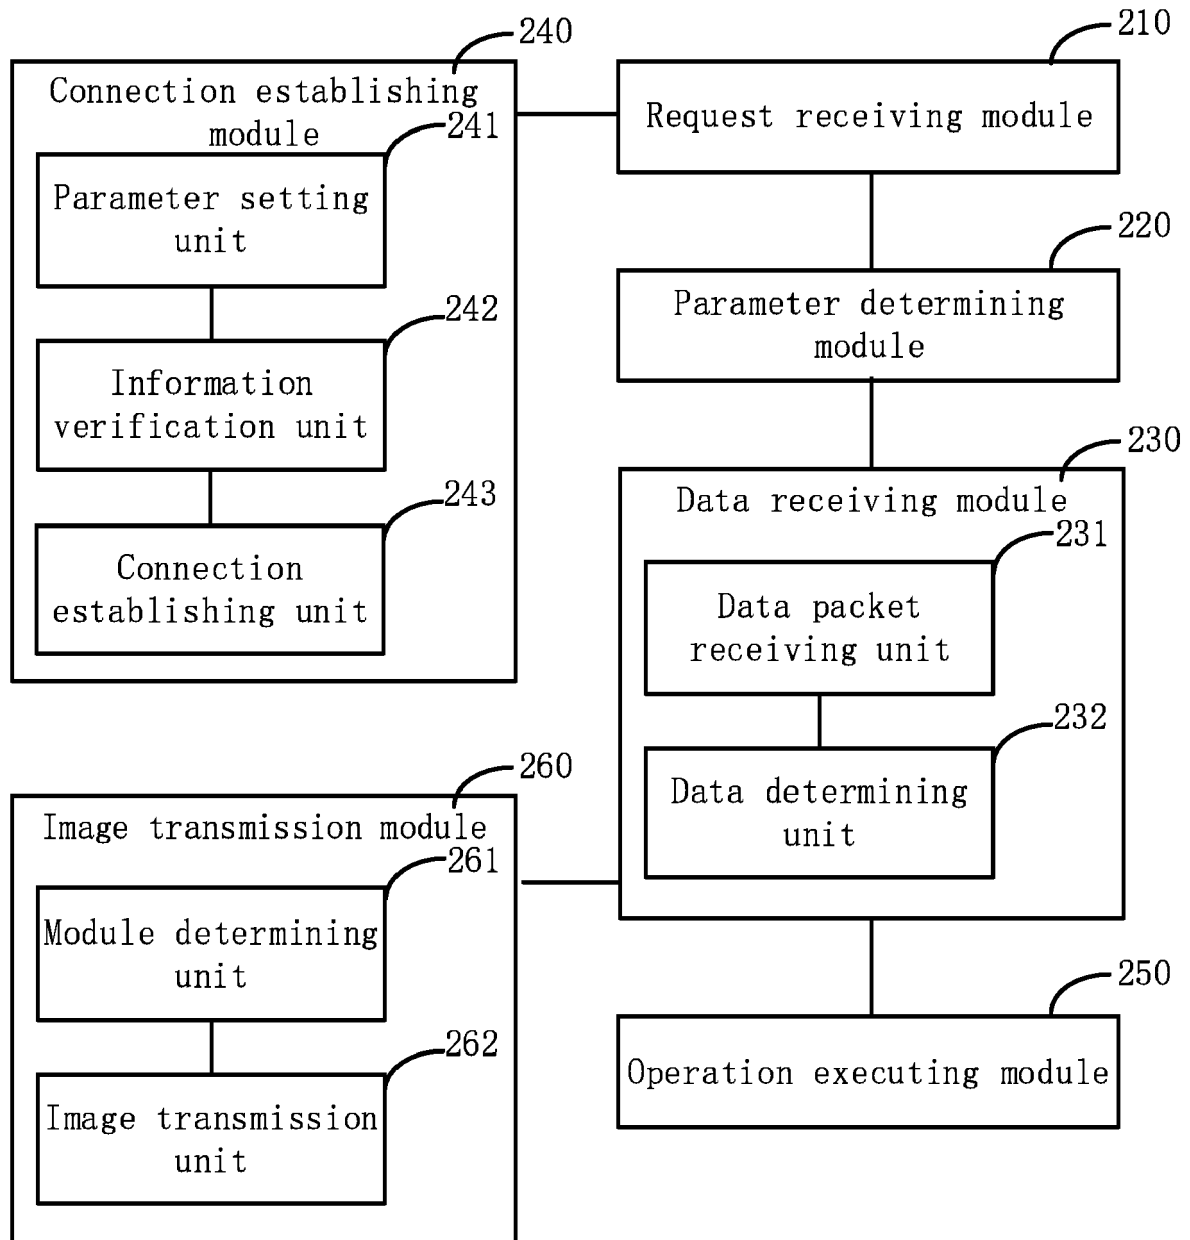 240
Connection establishing
module
241
Parameter setting
unit
242
Information
verification unit
243
Connection
establishing unit
210
Request receiving module
220
Parameter determining
module
230
Data receiving module
231
Data packet
receiving unit
232
Data determining
unit
260
Image transmission module
261
Module determining
unit
262
Image transmission
unit
250
Operation executing module